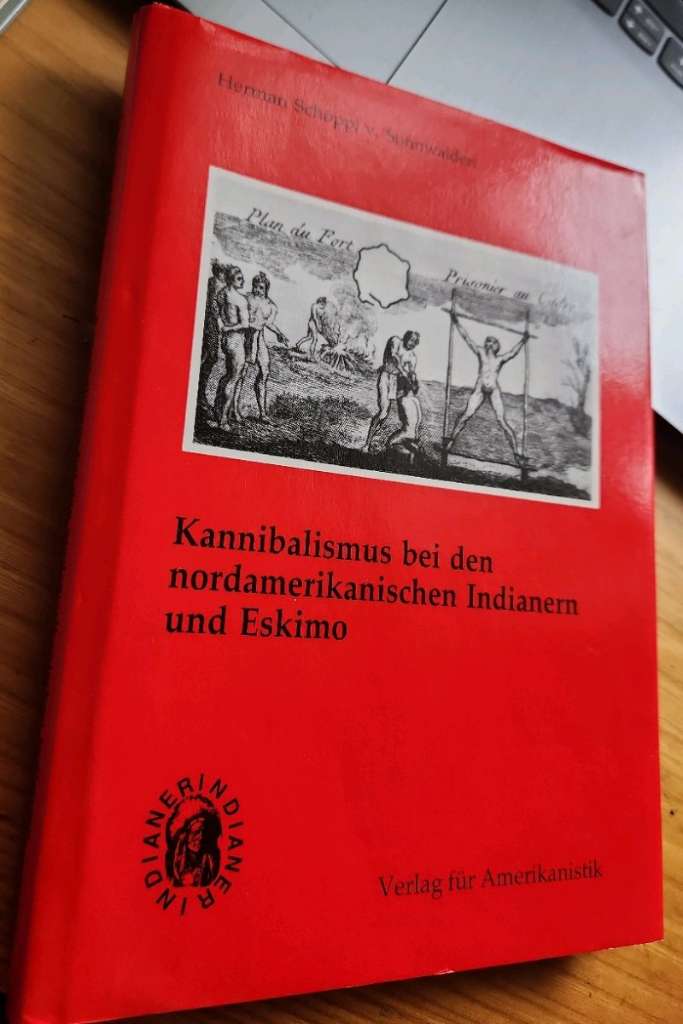 Herman Schöppl v. Sonnwalden
Plan du Fort
Prisonier au Cadre
Kannibalismus bei den
nordamerikanischen Indianern
und Eskimo
INDIANERINDIANER
Verlag für Amerikanistik